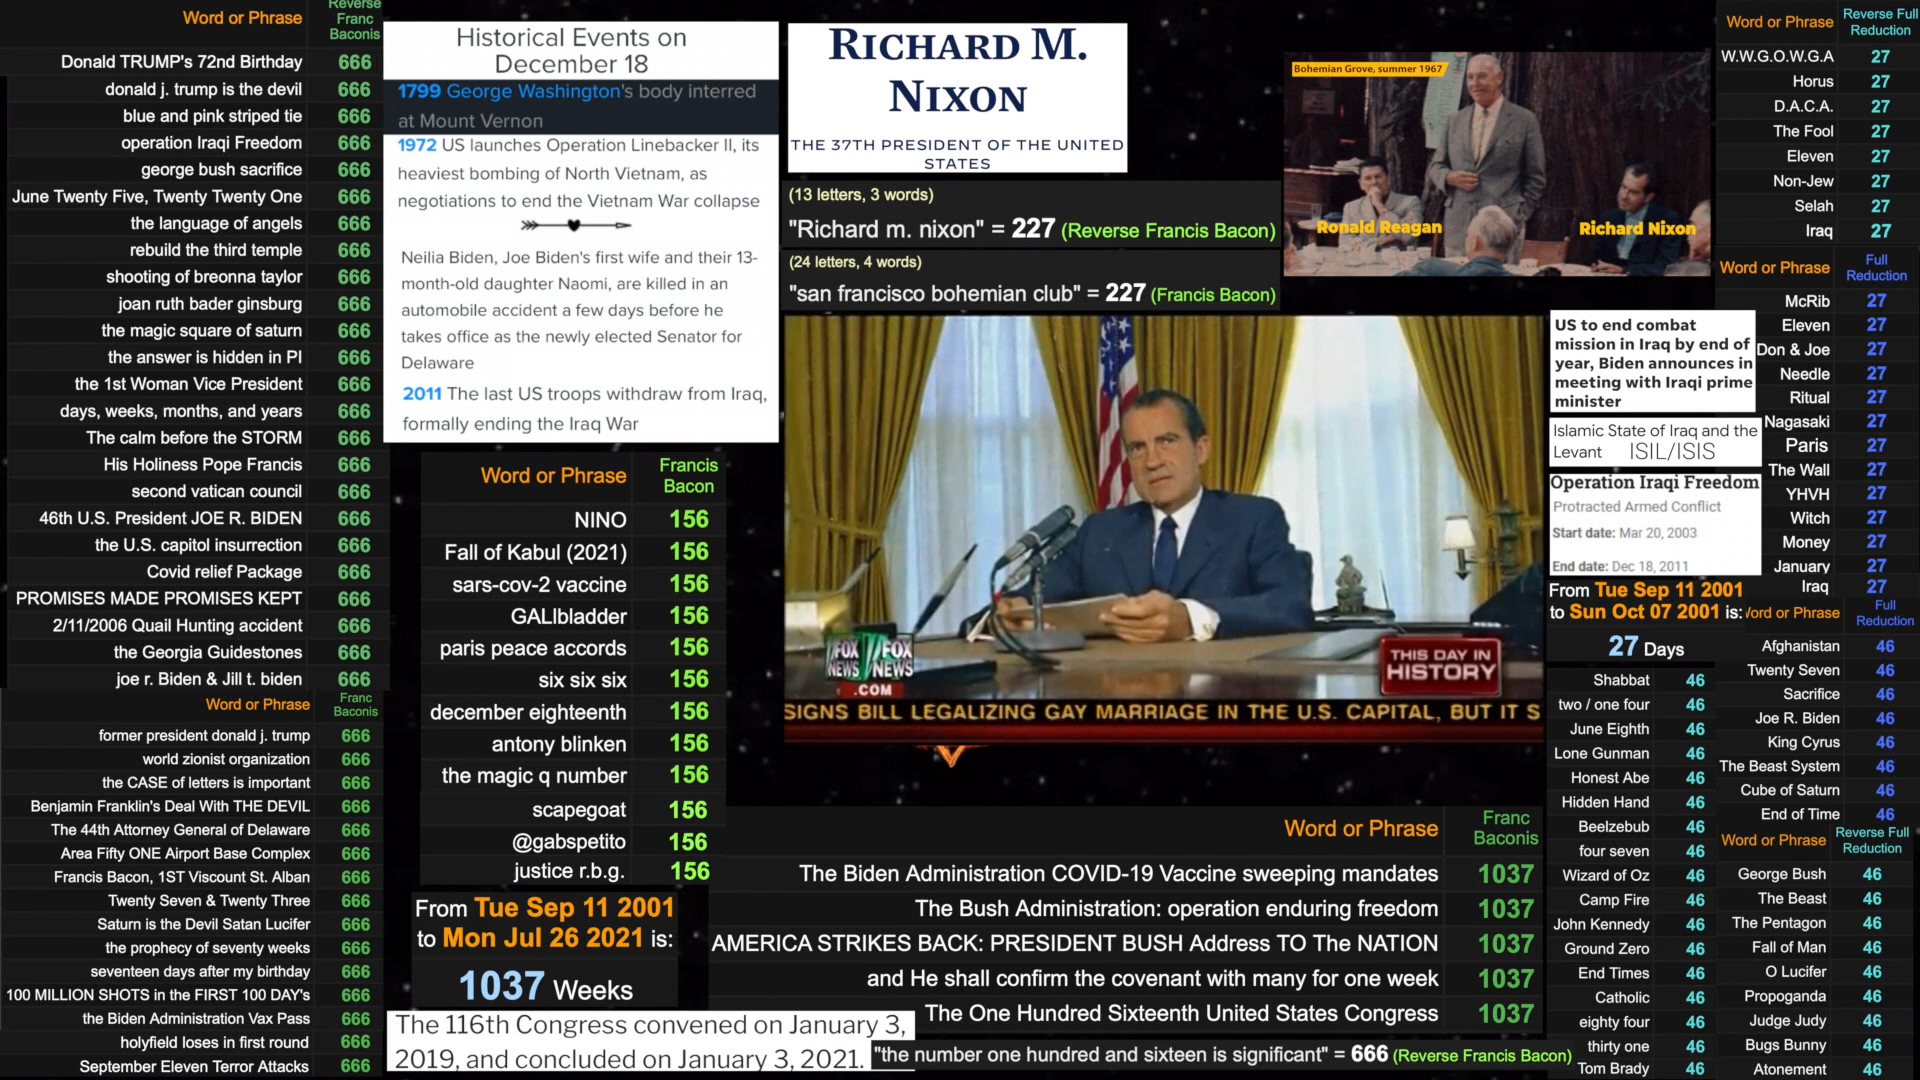 Word or Phrase
Reverse
Franc
Baconis
Donald TRUMP's 72nd Birthday 666
donald j. trump is the devil 666
blue and pink striped tie 666
operation Iraqi Freedom 666
george bush sacrifice 666
June Twenty Five, Twenty Twenty One 666
the language of angels 666
rebuild the third temple 666
shooting of breonna taylor 666
joan ruth bader ginsburg 666
the magic square of saturn 666
the answer is hidden in PI 666
the 1st Woman Vice President 666
days, weeks, months, and years 666
The calm before the STORM 666
His Holiness Pope Francis 666
second vatican council 666
46th U.S. President JOE R. BIDEN 666
the U.S. capitol insurrection 666
Covid relief Package 666
PROMISES MADE PROMISES KEPT 666
2/11/2006 Quail Hunting accident 666
the Georgia Guidestones 666
joe r. Biden & Jill t. biden 666
Word or Phrase
Franc
Baconis
former president donald j. trump 666
world zionist organization 666
the CASE of letters is important 666
Benjamin Franklin's Deal With THE DEVIL 666
The 44th Attorney General of Delaware 666
Area Fifty ONE Airport Base Complex 666
Francis Bacon, 1ST Viscount St. Alban 666
Twenty Seven & Twenty Three 666
Saturn is the Devil Satan Lucifer 666
the prophecy of seventy weeks 666
seventeen days after my birthday 666
100 MILLION SHOTS in the FIRST 100 DAY's 666
the Biden Administration Vax Pass 666
holyfield loses in first round 666
September Eleven Terror Attacks 666
Historical Events on
December 18
1799 George Washington's body interred
at Mount Vernon
1972 US launches Operation Linebacker II, its
heaviest bombing of North Vietnam, as
negotiations to end the Vietnam War collapse
Neilia Biden, Joe Biden's first wife and their 13-
month-old daughter Naomi, are killed in an
automobile accident a few days before he
takes office as the newly elected Senator for
Delaware
2011 The last US troops withdraw from Iraq,
formally ending the Iraq War
Word or Phrase
Francis
Bacon
NINO 156
Fall of Kabul (2021) 156
sars-cov-2 vaccine 156
GALlbladder 156
paris peace accords 156
six six six 156
december eighteenth 156
antony blinken 156
the magic q number 156
scapegoat 156
@gabspetito 156
justice r.b.g. 156
From Tue Sep 11 2001
to Mon Jul 26 2021 is:
1037 Weeks
The 116th Congress convened on January 3,
2019, and concluded on January 3, 2021.
RICHARD M.
NIXON
THE 37TH PRESIDENT OF THE UNITED
STATES
(13 letters, 3 words)
"Richard m. nixon" = 227 (Reverse Francis Bacon)
(24 letters, 4 words)
"san francisco bohemian club" = 227 (Francis Bacon)
FOX
NEWS
FOX
NEWS
.COM
THIS DAY IN
HISTORY
SIGNS BILL LEGALIZING GAY MARRIAGE IN THE U.S. CAPITAL, BUT IT S
Word or Phrase
Franc
Baconis
The Biden Administration COVID-19 Vaccine sweeping mandates 1037
The Bush Administration: operation enduring freedom 1037
AMERICA STRIKES BACK: PRESIDENT BUSH Address TO The NATION 1037
and He shall confirm the covenant with many for one week 1037
The One Hundred Sixteenth United States Congress 1037
"the number one hundred and sixteen is significant" = 666 (Reverse Francis Bacon)
Bohemian Grove, summer 1967
Ronald Reagan
Richard Nixon
US to end combat
mission in Iraq by end of
year, Biden announces in
meeting with Iraqi prime
minister
Islamic State of Iraq and the
Levant ISIL/ISIS
Operation Iraqi Freedom
Protracted Armed Conflict
Start date: Mar 20, 2003
End date: Dec 18, 2011
From Tue Sep 11 2001
to Sun Oct 07 2001 is:
27 Days
Shabbat 46
two / one four 46
June Eighth 46
Lone Gunman 46
Honest Abe 46
Hidden Hand 46
Beelzebub 46
four seven 46
Wizard of Oz 46
Camp Fire 46
John Kennedy 46
Ground Zero 46
End Times 46
Catholic 46
eighty four 46
thirty one 46
Tom Brady 46
Word or Phrase
Reverse Full
Reduction
W.W.G.O.W.G.A 27
Horus 27
D.A.C.A. 27
The Fool 27
Eleven 27
Non-Jew 27
Selah 27
Iraq 27
Word or Phrase
Full
Reduction
McRib 27
Eleven 27
Don & Joe 27
Needle 27
Ritual 27
Nagasaki 27
Paris 27
The Wall 27
YHVH 27
Witch 27
Money 27
January 27
Iraq 27
Word or Phrase
Full
Reduction
Afghanistan 46
Twenty Seven 46
Sacrifice 46
Joe R. Biden 46
King Cyrus 46
The Beast System 46
Cube of Saturn 46
End of Time 46
Word or Phrase
Reverse Full
Reduction
George Bush 46
The Beast 46
The Pentagon 46
Fall of Man 46
O Lucifer 46
Propoganda 46
Judge Judy 46
Bugs Bunny 46
Atonement 46